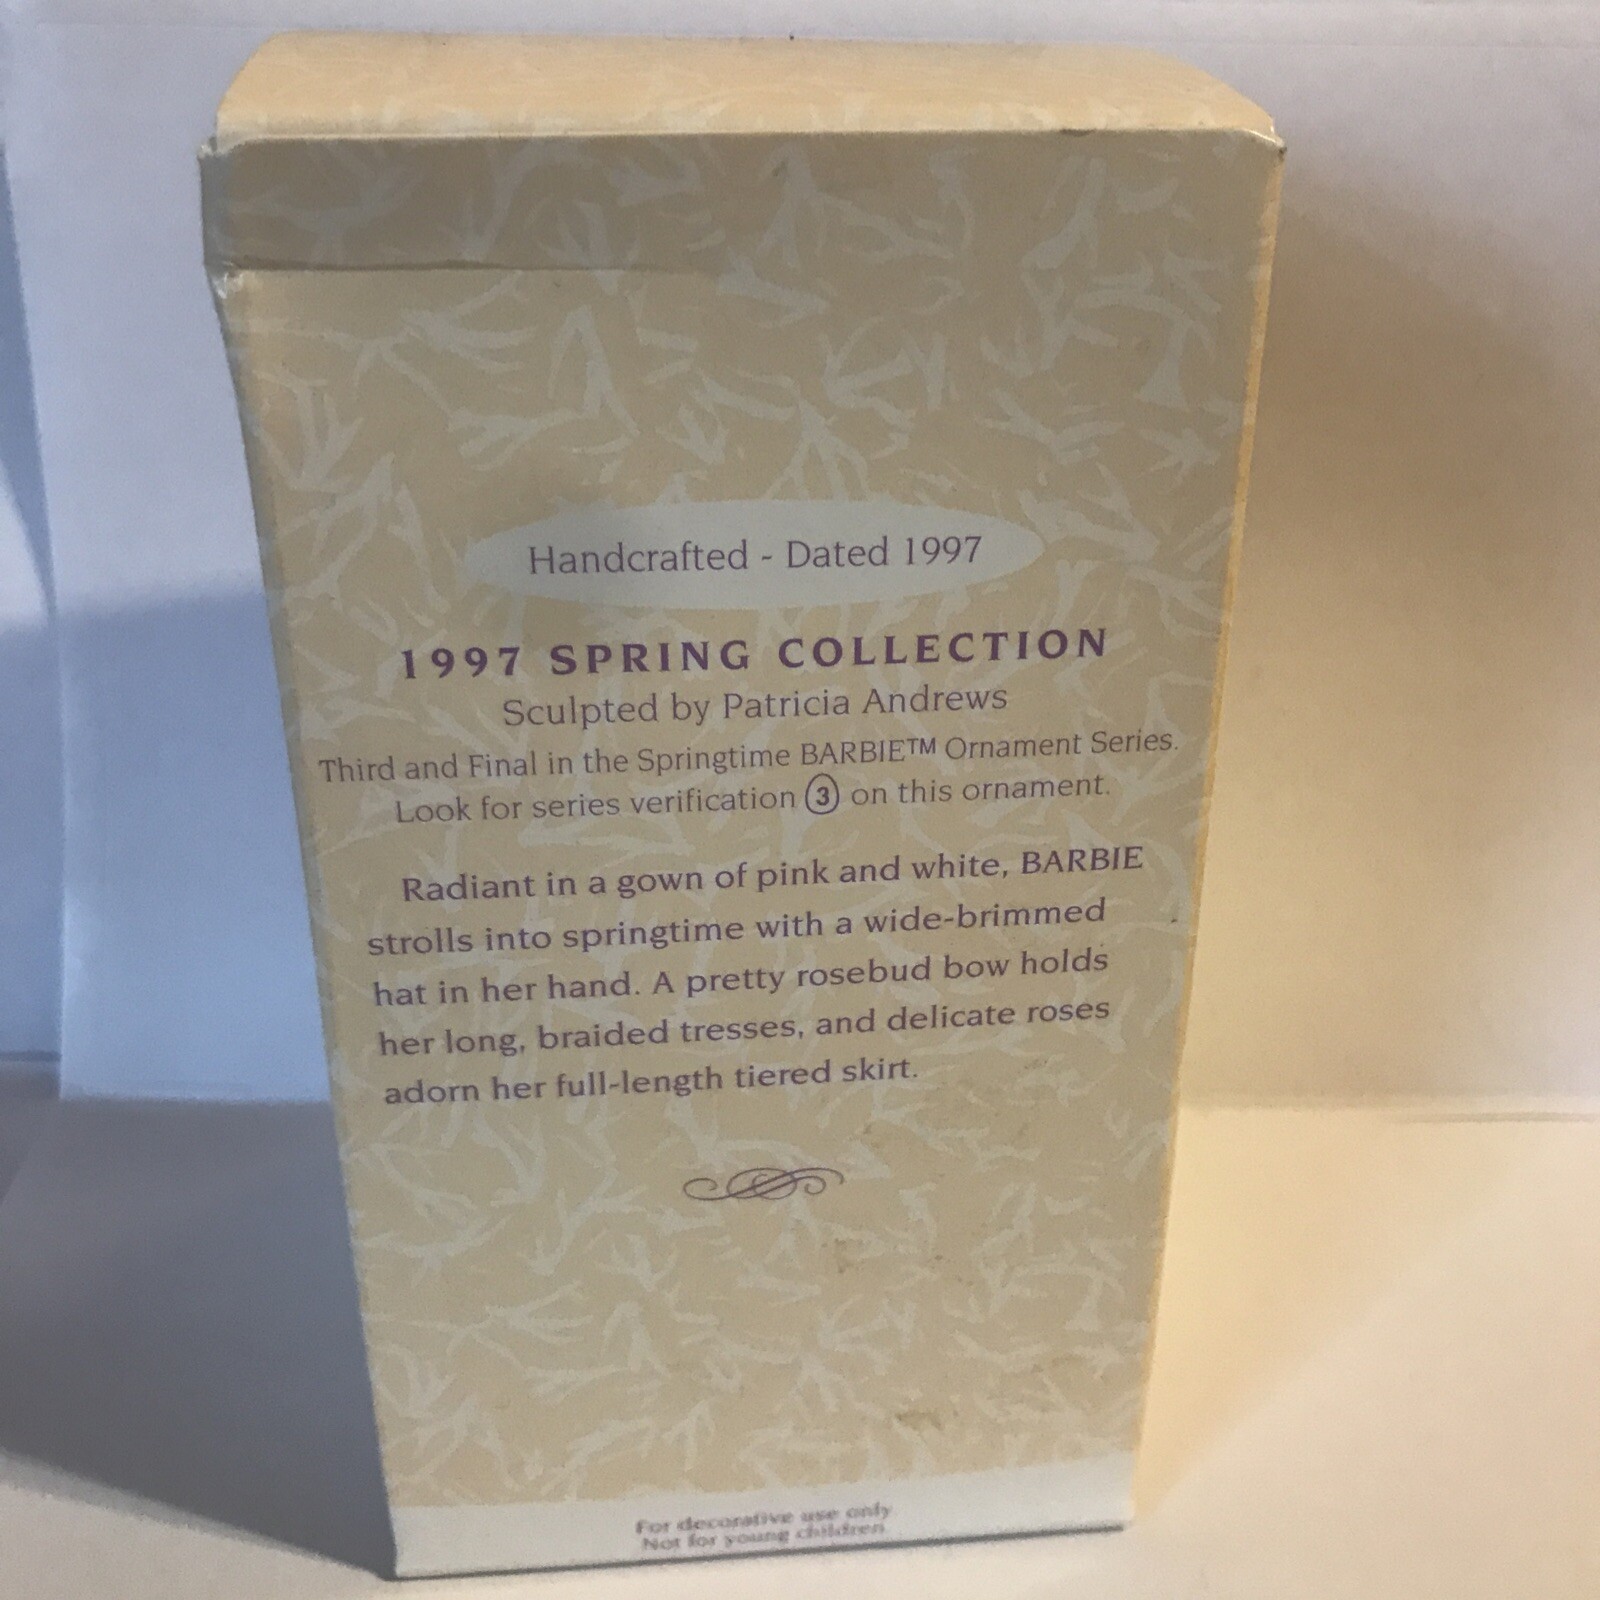 Handcrafted - Dated 1997
1997 SPRING COLLECTION
Sculpted by Patricia Andrews
Third and Final in the Springtime BARBIE™ Ornament Series.
Look for series verification ③ on this ornament.
Radiant in a gown of pink and white, BARBIE
strolls into springtime with a wide-brimmed
hat in her hand. A pretty rosebud bow holds
her long, braided tresses, and delicate roses
adorn her full-length tiered skirt.
For decorative use only
Not for young children